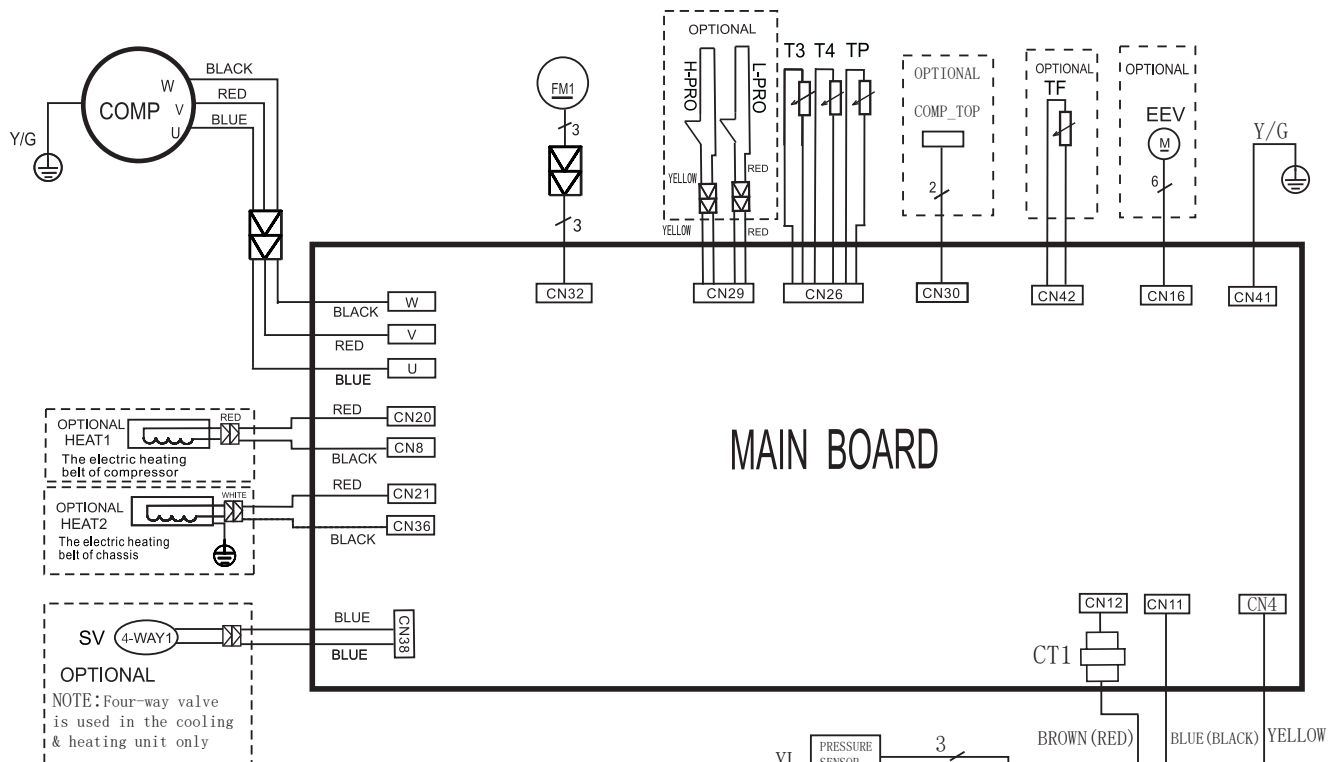 OPTIONAL
H-PRO
L-PRO
YELLOW
RED
YELLOW
RED
T3 T4 TP
OPTIONAL
COMP_TOP
2
OPTIONAL
TF
OPTIONAL
EEV
M
6
Y/G
FM1
3
3
COMP
W
V
U
BLACK
RED
BLUE
Y/G
CN32
CN29
CN26
CN30
CN42
CN16
CN41
W
BLACK
V
RED
U
BLUE
OPTIONAL
HEAT1
RED
The electric heating
belt of compressor
RED
CN20
CN8
BLACK
MAIN BOARD
OPTIONAL
HEAT2
WHITE
The electric heating
belt of chassis
RED
CN21
CN36
BLACK
SV
4-WAY1
OPTIONAL
NOTE:Four-way valve
is used in the cooling
& heating unit only
BLUE
BLUE
CN38
CN12
CN11
CN4
CT1
BROWN(RED)
BLUE(BLACK)
YELLOW
YL
PRESSURE
SENSOR
3